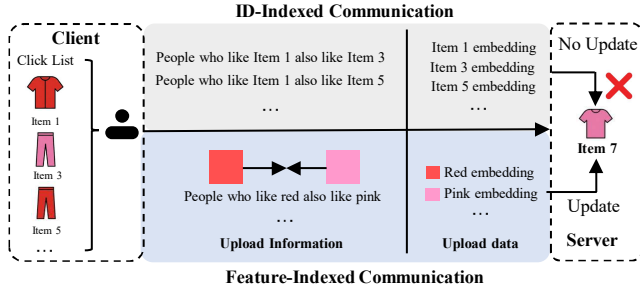 ID-Indexed Communication
Client
Click List
Item 1
Item 3
Item 5
...
People who like Item 1 also like Item 3
People who like Item 1 also like Item 5
...
Item 1 embedding
Item 3 embedding
Item 5 embedding
...
No Update
Item 7
People who like red also like pink
...
Upload Information
Red embedding
Pink embedding
...
Upload data
Update
Server
Feature-Indexed Communication